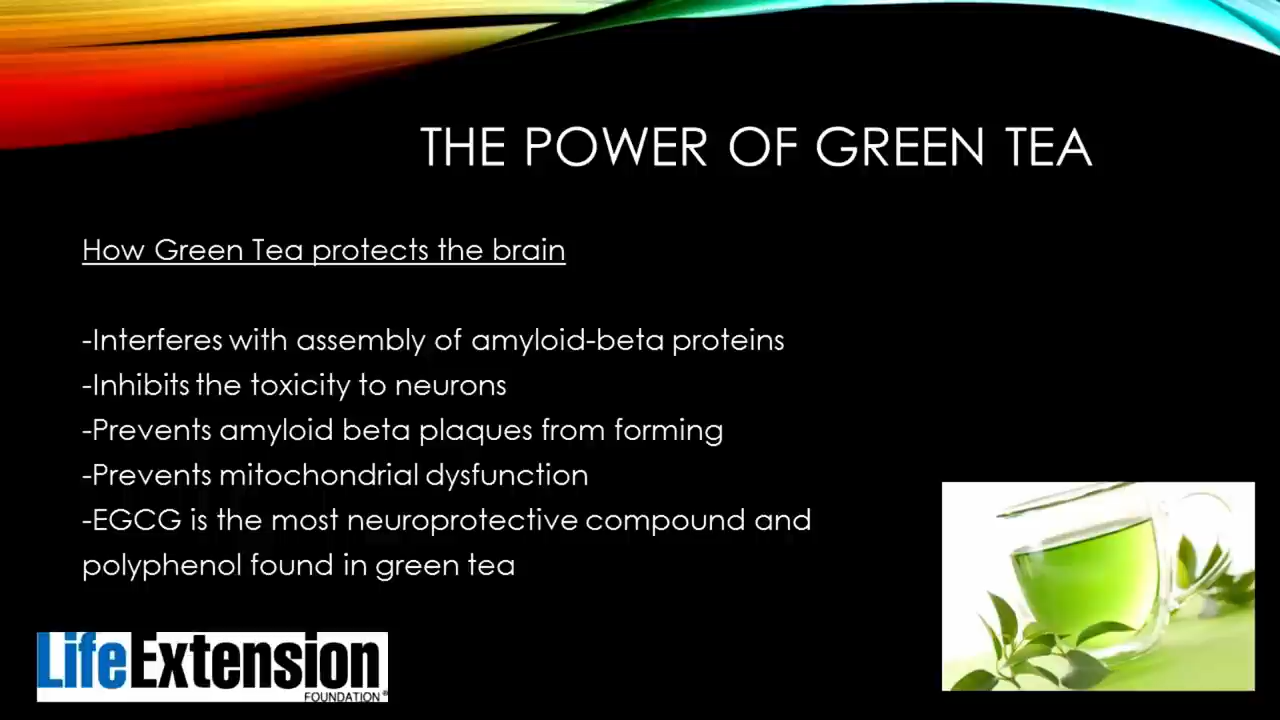 THE POWER OF GREEN TEA
How Green Tea protects the brain
-Interferes with assembly of amyloid-beta proteins
-Inhibits the toxicity to neurons
-Prevents amyloid beta plaques from forming
-Prevents mitochondrial dysfunction
-EGCG is the most neuroprotective compound and
polyphenol found in green tea
LifeExtension
FOUNDATION®